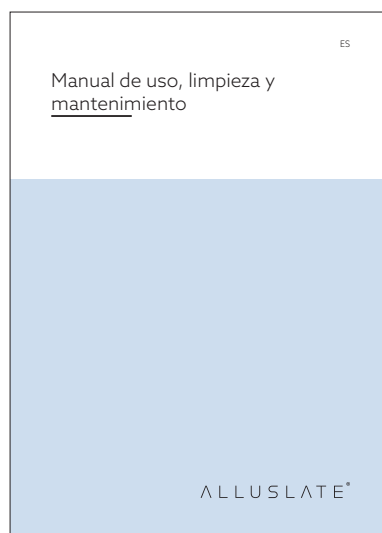 ES
Manual de uso, limpieza y
mantenimiento
ALLUSLATE®